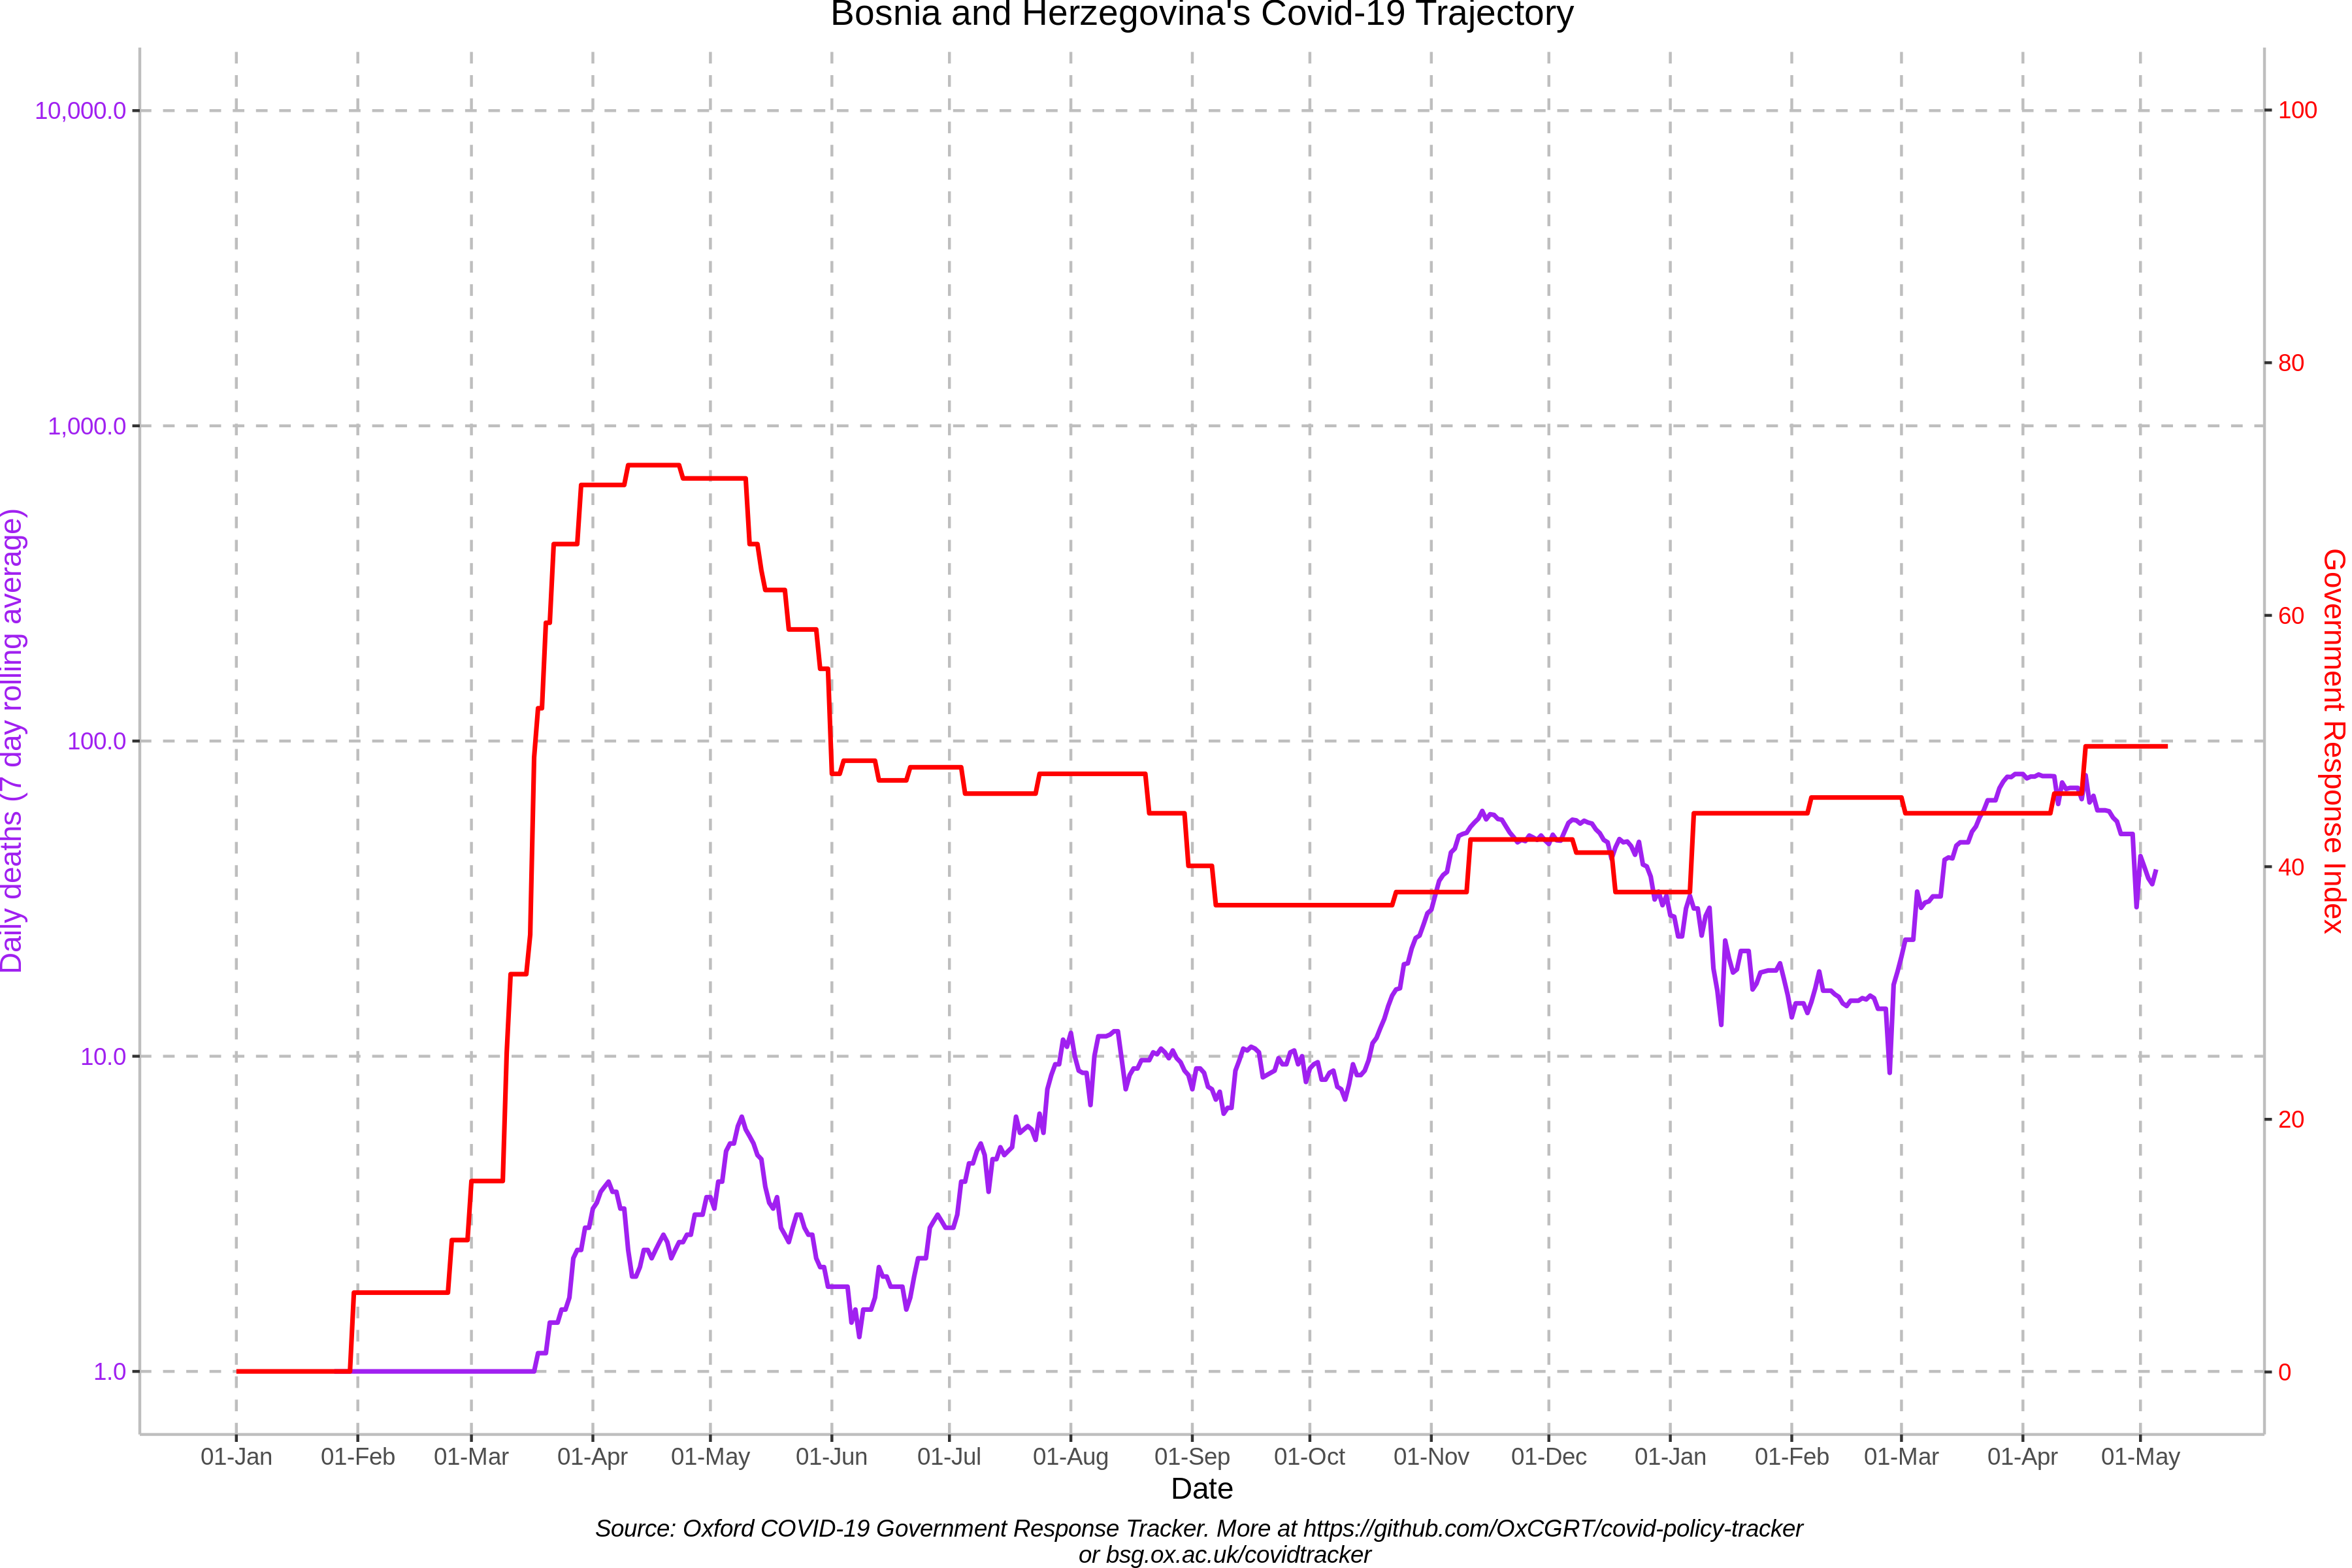 Bosnia and Herzegovina's Covid-19 Trajectory
10,000.0
1,000.0
100.0
10.0
1.0
Daily deaths (7 day rolling average)
100
80
60
40
20
0
Government Response Index
01-Jan 01-Feb 01-Mar 01-Apr 01-May 01-Jun 01-Jul 01-Aug 01-Sep 01-Oct 01-Nov 01-Dec 01-Jan 01-Feb 01-Mar 01-Apr 01-May
Date
Source: Oxford COVID-19 Government Response Tracker. More at https://github.com/OxCGRT/covid-policy-tracker
or bsg.ox.ac.uk/covidtracker